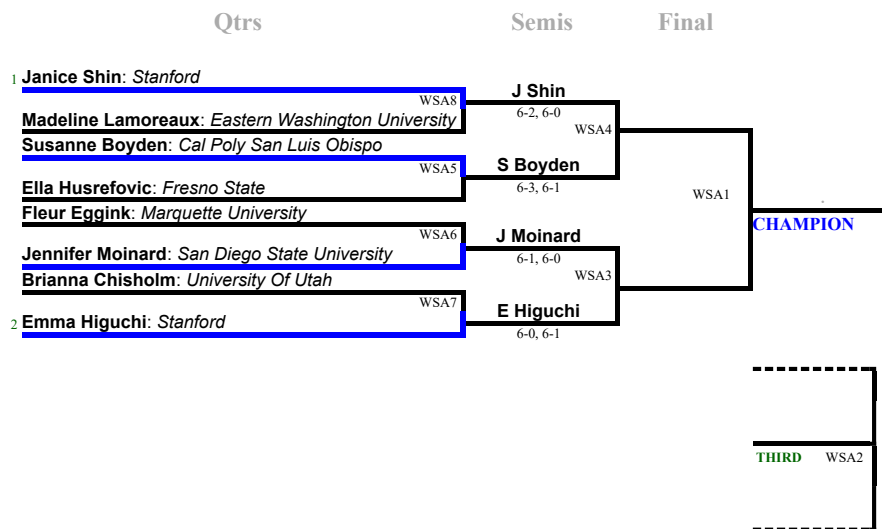 Qtrs Semis Final
1 Janice Shin: Stanford
WSA8
J Shin
6-2, 6-0
Madeline Lamoreaux: Eastern Washington University
WSA4
Susanne Boyden: Cal Poly San Luis Obispo
WSA5
S Boyden
6-3, 6-1
Ella Husrefovic: Fresno State
WSA1
CHAMPION
Fleur Eggink: Marquette University
WSA6
J Moinard
6-1, 6-0
Jennifer Moinard: San Diego State University
WSA3
Brianna Chisholm: University Of Utah
WSA7
E Higuchi
6-0, 6-1
2 Emma Higuchi: Stanford
THIRD WSA2